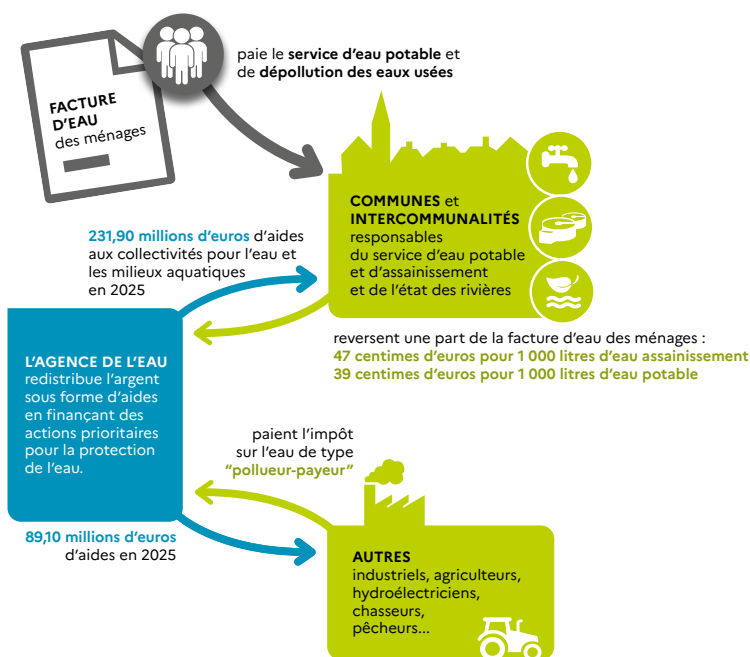 FACTURE
D'EAU
des ménages
paie le service d'eau potable et
de dépollution des eaux usées
COMMUNES et
INTERCOMMUNALITÉS
responsables
du service d'eau potable
et d'assainissement
et de l'état des rivières
231,90 millions d'euros d'aides
aux collectivités pour l'eau et
les milieux aquatiques
en 2025
reversent une part de la facture d'eau des ménages :
47 centimes d'euros pour 1 000 litres d'eau assainissement
39 centimes d'euros pour 1 000 litres d'eau potable
L'AGENCE DE L'EAU
redistribue l'argent
sous forme d'aides
en finançant des
actions prioritaires
pour la protection
de l'eau.
paient l'impôt
sur l'eau de type
“pollueur-payeur”
89,10 millions d'euros
d'aides en 2025
AUTRES
industriels, agriculteurs,
hydroélectriciens,
chasseurs,
pêcheurs...